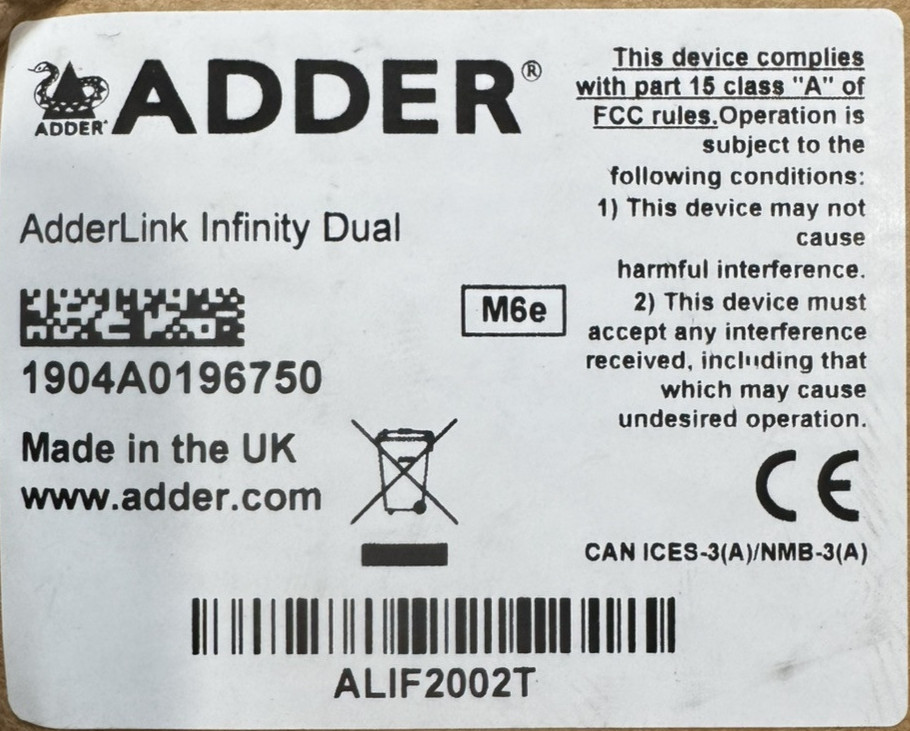 ADDER
ADDER®
AdderLink Infinity Dual
1904A0196750
M6e
Made in the UK
www.adder.com
This device complies
with part 15 class "A" of
FCC rules.Operation is
subject to the
following conditions:
1) This device may not
cause
harmful interference.
2) This device must
accept any interference
received, including that
which may cause
undesired operation.
CE
CAN ICES-3(A)/NMB-3(A)
ALIF2002T